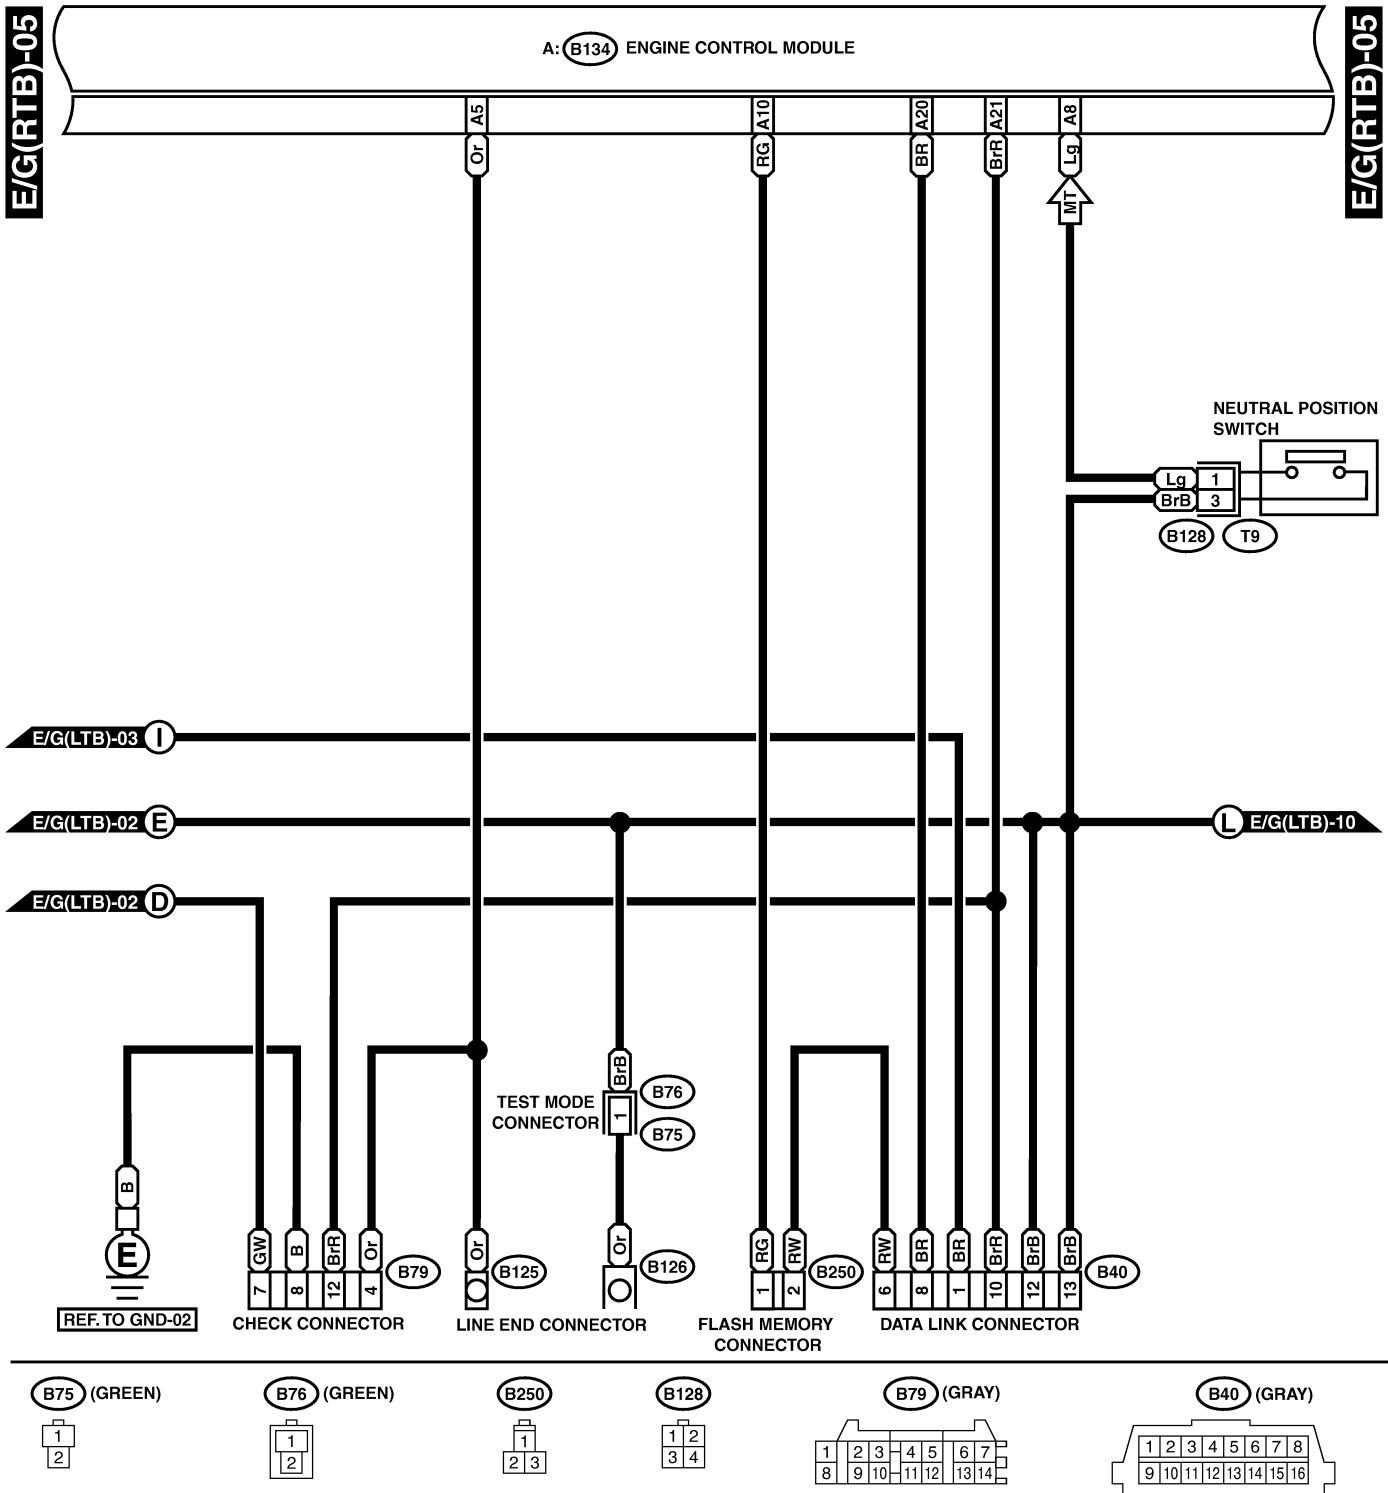 E/G(RTB)-05
A: B134 ENGINE CONTROL MODULE
E/G(RTB)-05
A5 A10 A20 A21 A8
Or RG BR BrR Lg
MT
NEUTRAL POSITION
SWITCH
Lg 1
BrB 3
B128 T9
E/G(LTB)-03 I
E/G(LTB)-02 E
L E/G(LTB)-10
E/G(LTB)-02 D
BrB
B76
TEST MODE
CONNECTOR
1
B75
B
E
REF. TO GND-02
GW B BrR Or
7 8 12 4
B79
CHECK CONNECTOR
Or
B125
Or
B126
LINE END CONNECTOR
RG RW
1 2
B250
FLASH MEMORY
CONNECTOR
RW BR BR BrR BrB BrB
6 8 1 10 12 13
B40
DATA LINK CONNECTOR
B75 (GREEN)
1
2
B76 (GREEN)
1
2
B250
1
2 3
B128
1 2
3 4
B79 (GRAY)
1 2 3 4 5 6 7
8 9 10 11 12 13 14
B40 (GRAY)
1 2 3 4 5 6 7 8
9 10 11 12 13 14 15 16